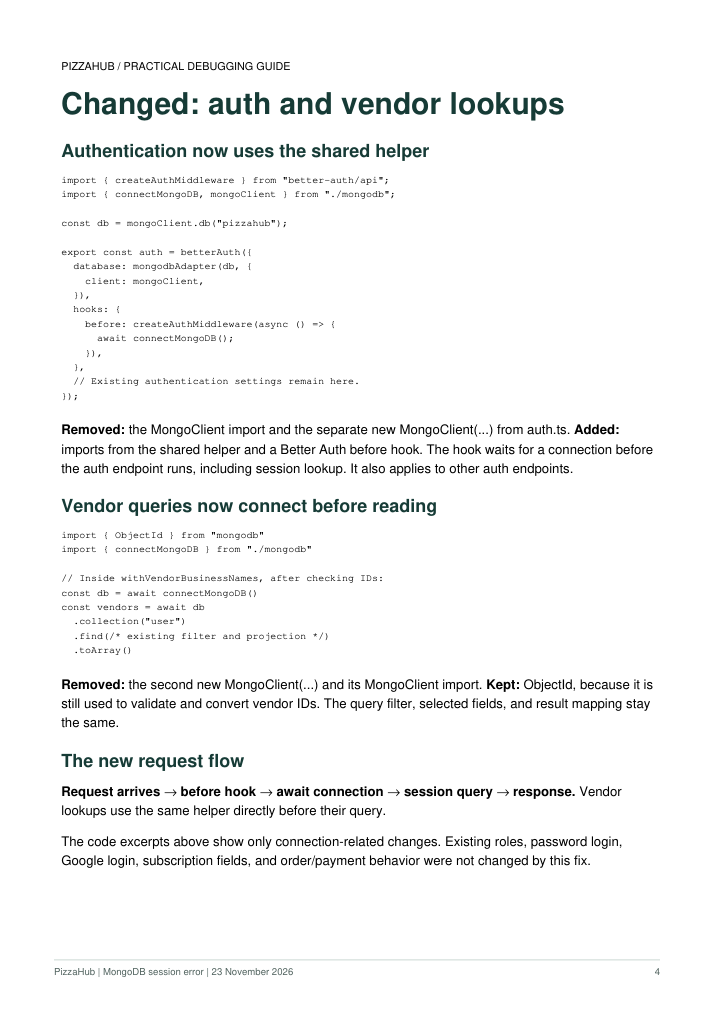 PIZZAHUB / PRACTICAL DEBUGGING GUIDE
Changed: auth and vendor lookups
Authentication now uses the shared helper
import { createAuthMiddleware } from "better-auth/api";
import { connectMongoDB, mongoClient } from "./mongodb";
const db = mongoClient.db("pizzahub");
export const auth = betterAuth({
  database: mongodbAdapter(db, {
    client: mongoClient,
  }),
  hooks: {
    before: createAuthMiddleware(async () => {
      await connectMongoDB();
    }),
  },
  // Existing authentication settings remain here.
});
Removed: the MongoClient import and the separate new MongoClient(...) from auth.ts. Added:
imports from the shared helper and a Better Auth before hook. The hook waits for a connection before
the auth endpoint runs, including session lookup. It also applies to other auth endpoints.
Vendor queries now connect before reading
import { ObjectId } from "mongodb"
import { connectMongoDB } from "./mongodb"
// Inside withVendorBusinessNames, after checking IDs:
const db = await connectMongoDB()
const vendors = await db
  .collection("user")
  .find(/* existing filter and projection */)
  .toArray()
Removed: the second new MongoClient(...) and its MongoClient import. Kept: ObjectId, because it is
still used to validate and convert vendor IDs. The query filter, selected fields, and result mapping stay
the same.
The new request flow
Request arrives → before hook → await connection → session query → response. Vendor
lookups use the same helper directly before their query.
The code excerpts above show only connection-related changes. Existing roles, password login,
Google login, subscription fields, and order/payment behavior were not changed by this fix.
PizzaHub | MongoDB session error | 23 November 2026
4